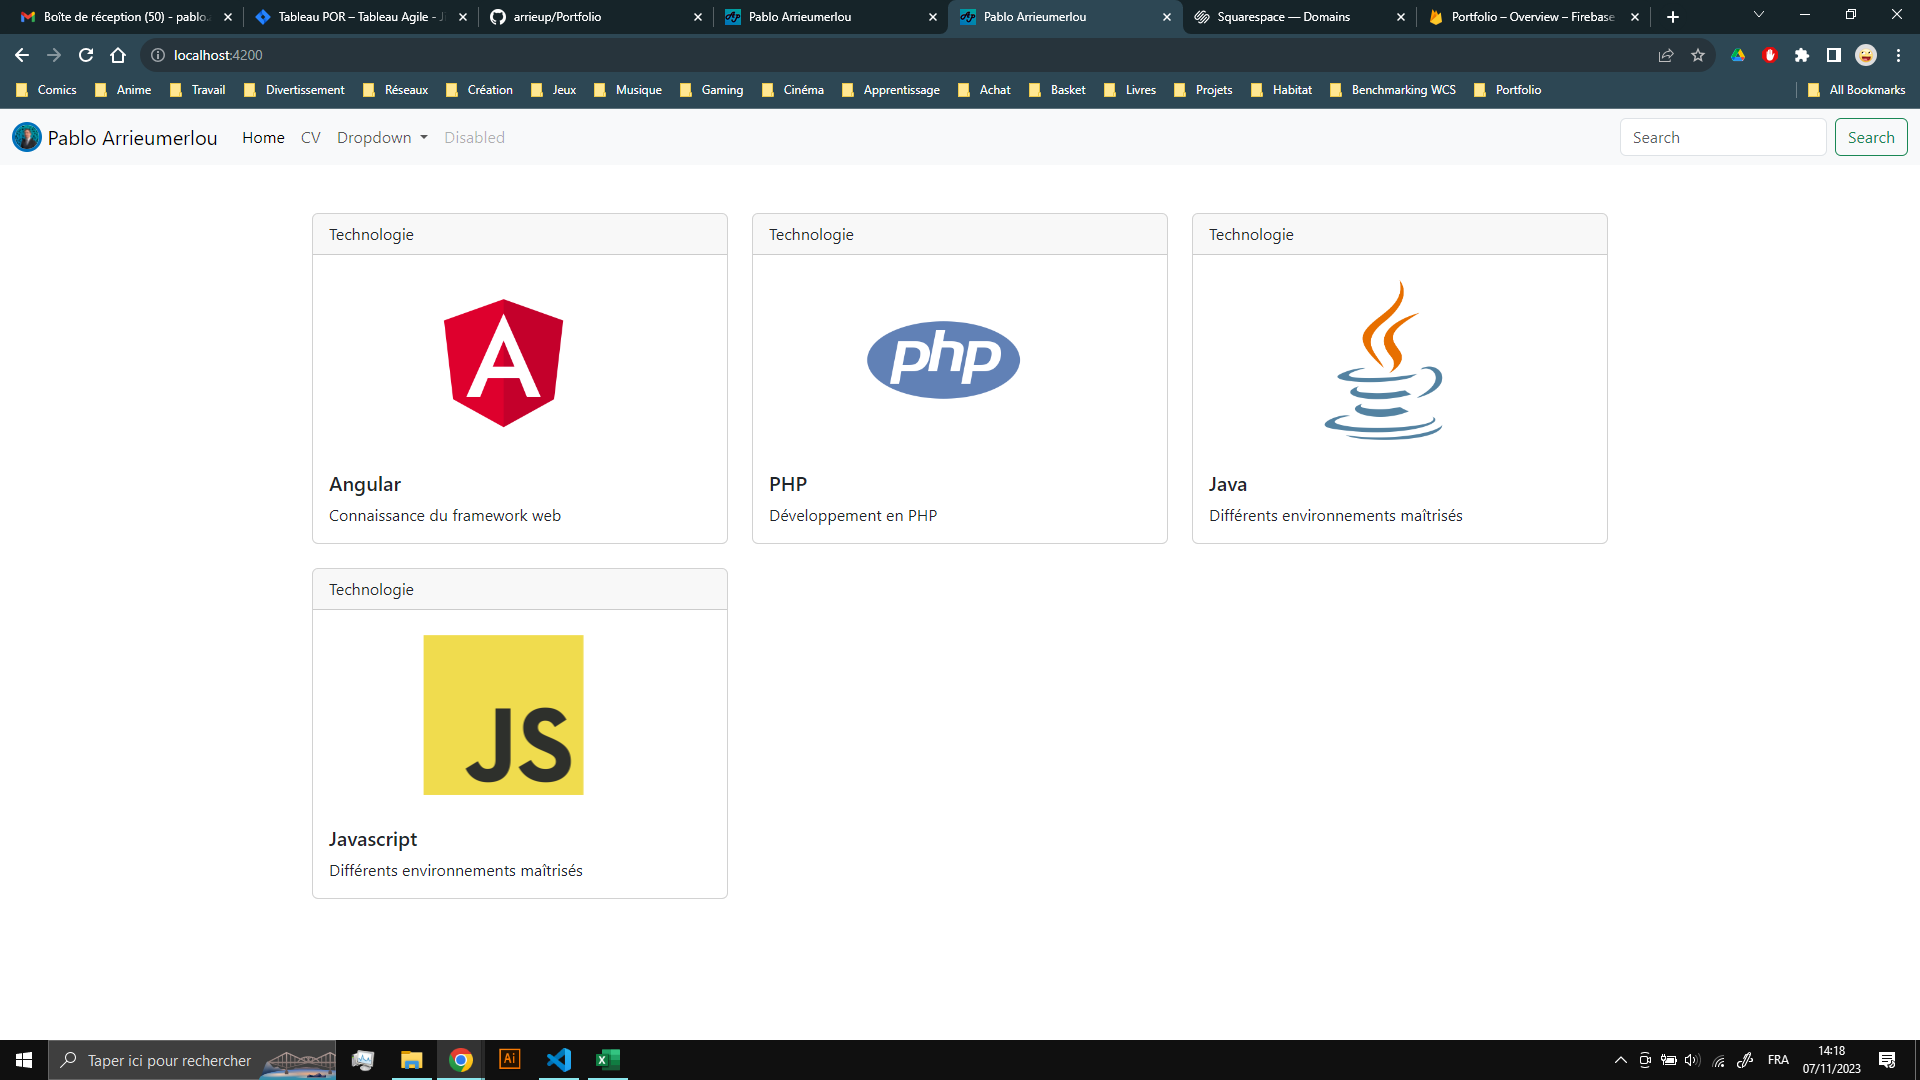 Boîte de réception (50) - pablo.
Tableau POR – Tableau Agile - Ji
arrieup/Portfolio
Pablo Arrieumerlou
Pablo Arrieumerlou
Squarespace — Domains
Portfolio – Overview – Firebase
localhost:4200
Comics Anime Travail Divertissement Réseaux Création Jeux Musique Gaming Cinéma Apprentissage Achat Basket Livres Projets Habitat Benchmarking WCS Portfolio All Bookmarks
Pablo Arrieumerlou Home CV Dropdown Disabled Search Search
Technologie
A
Angular
Connaissance du framework web
Technologie
php
PHP
Développement en PHP
Technologie
Java
Différents environnements maîtrisés
Technologie
JS
Javascript
Différents environnements maîtrisés
Taper ici pour rechercher
Ai
FRA
14:18
07/11/2023